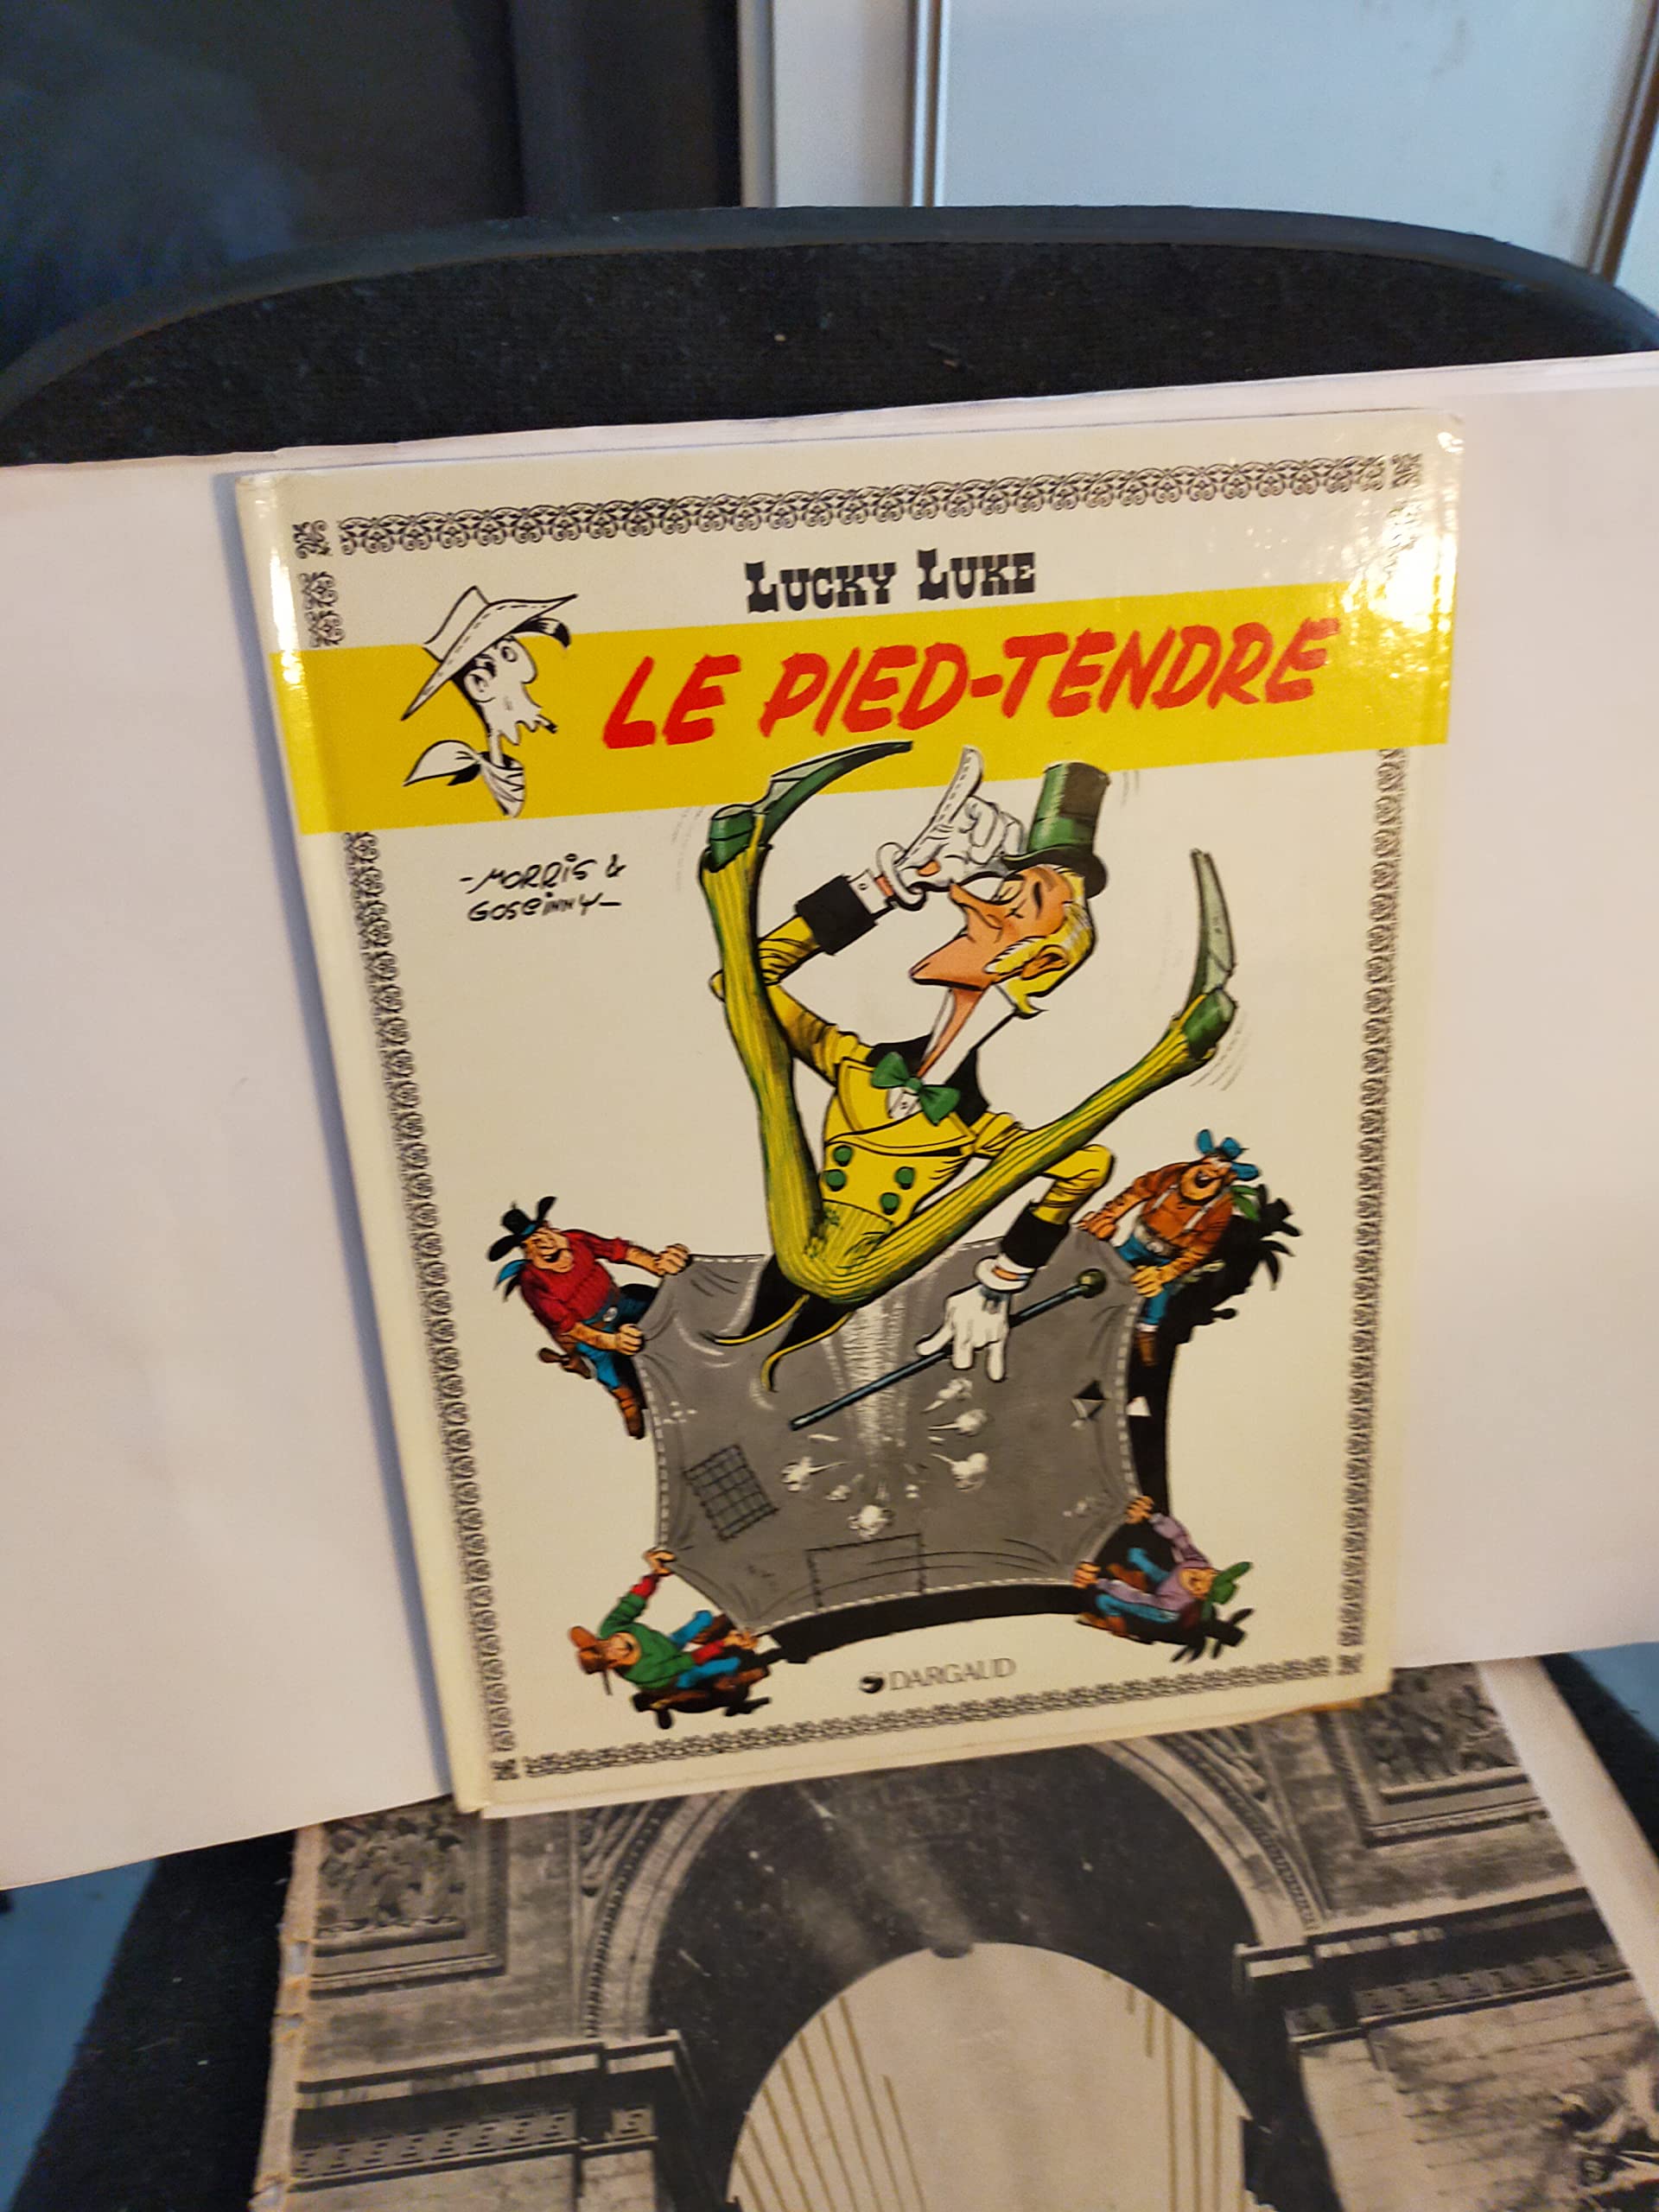 LUCKY LUKE
LE PIED-TENDRE
-MORRIS &
GOSCINNY-
DARGAUD